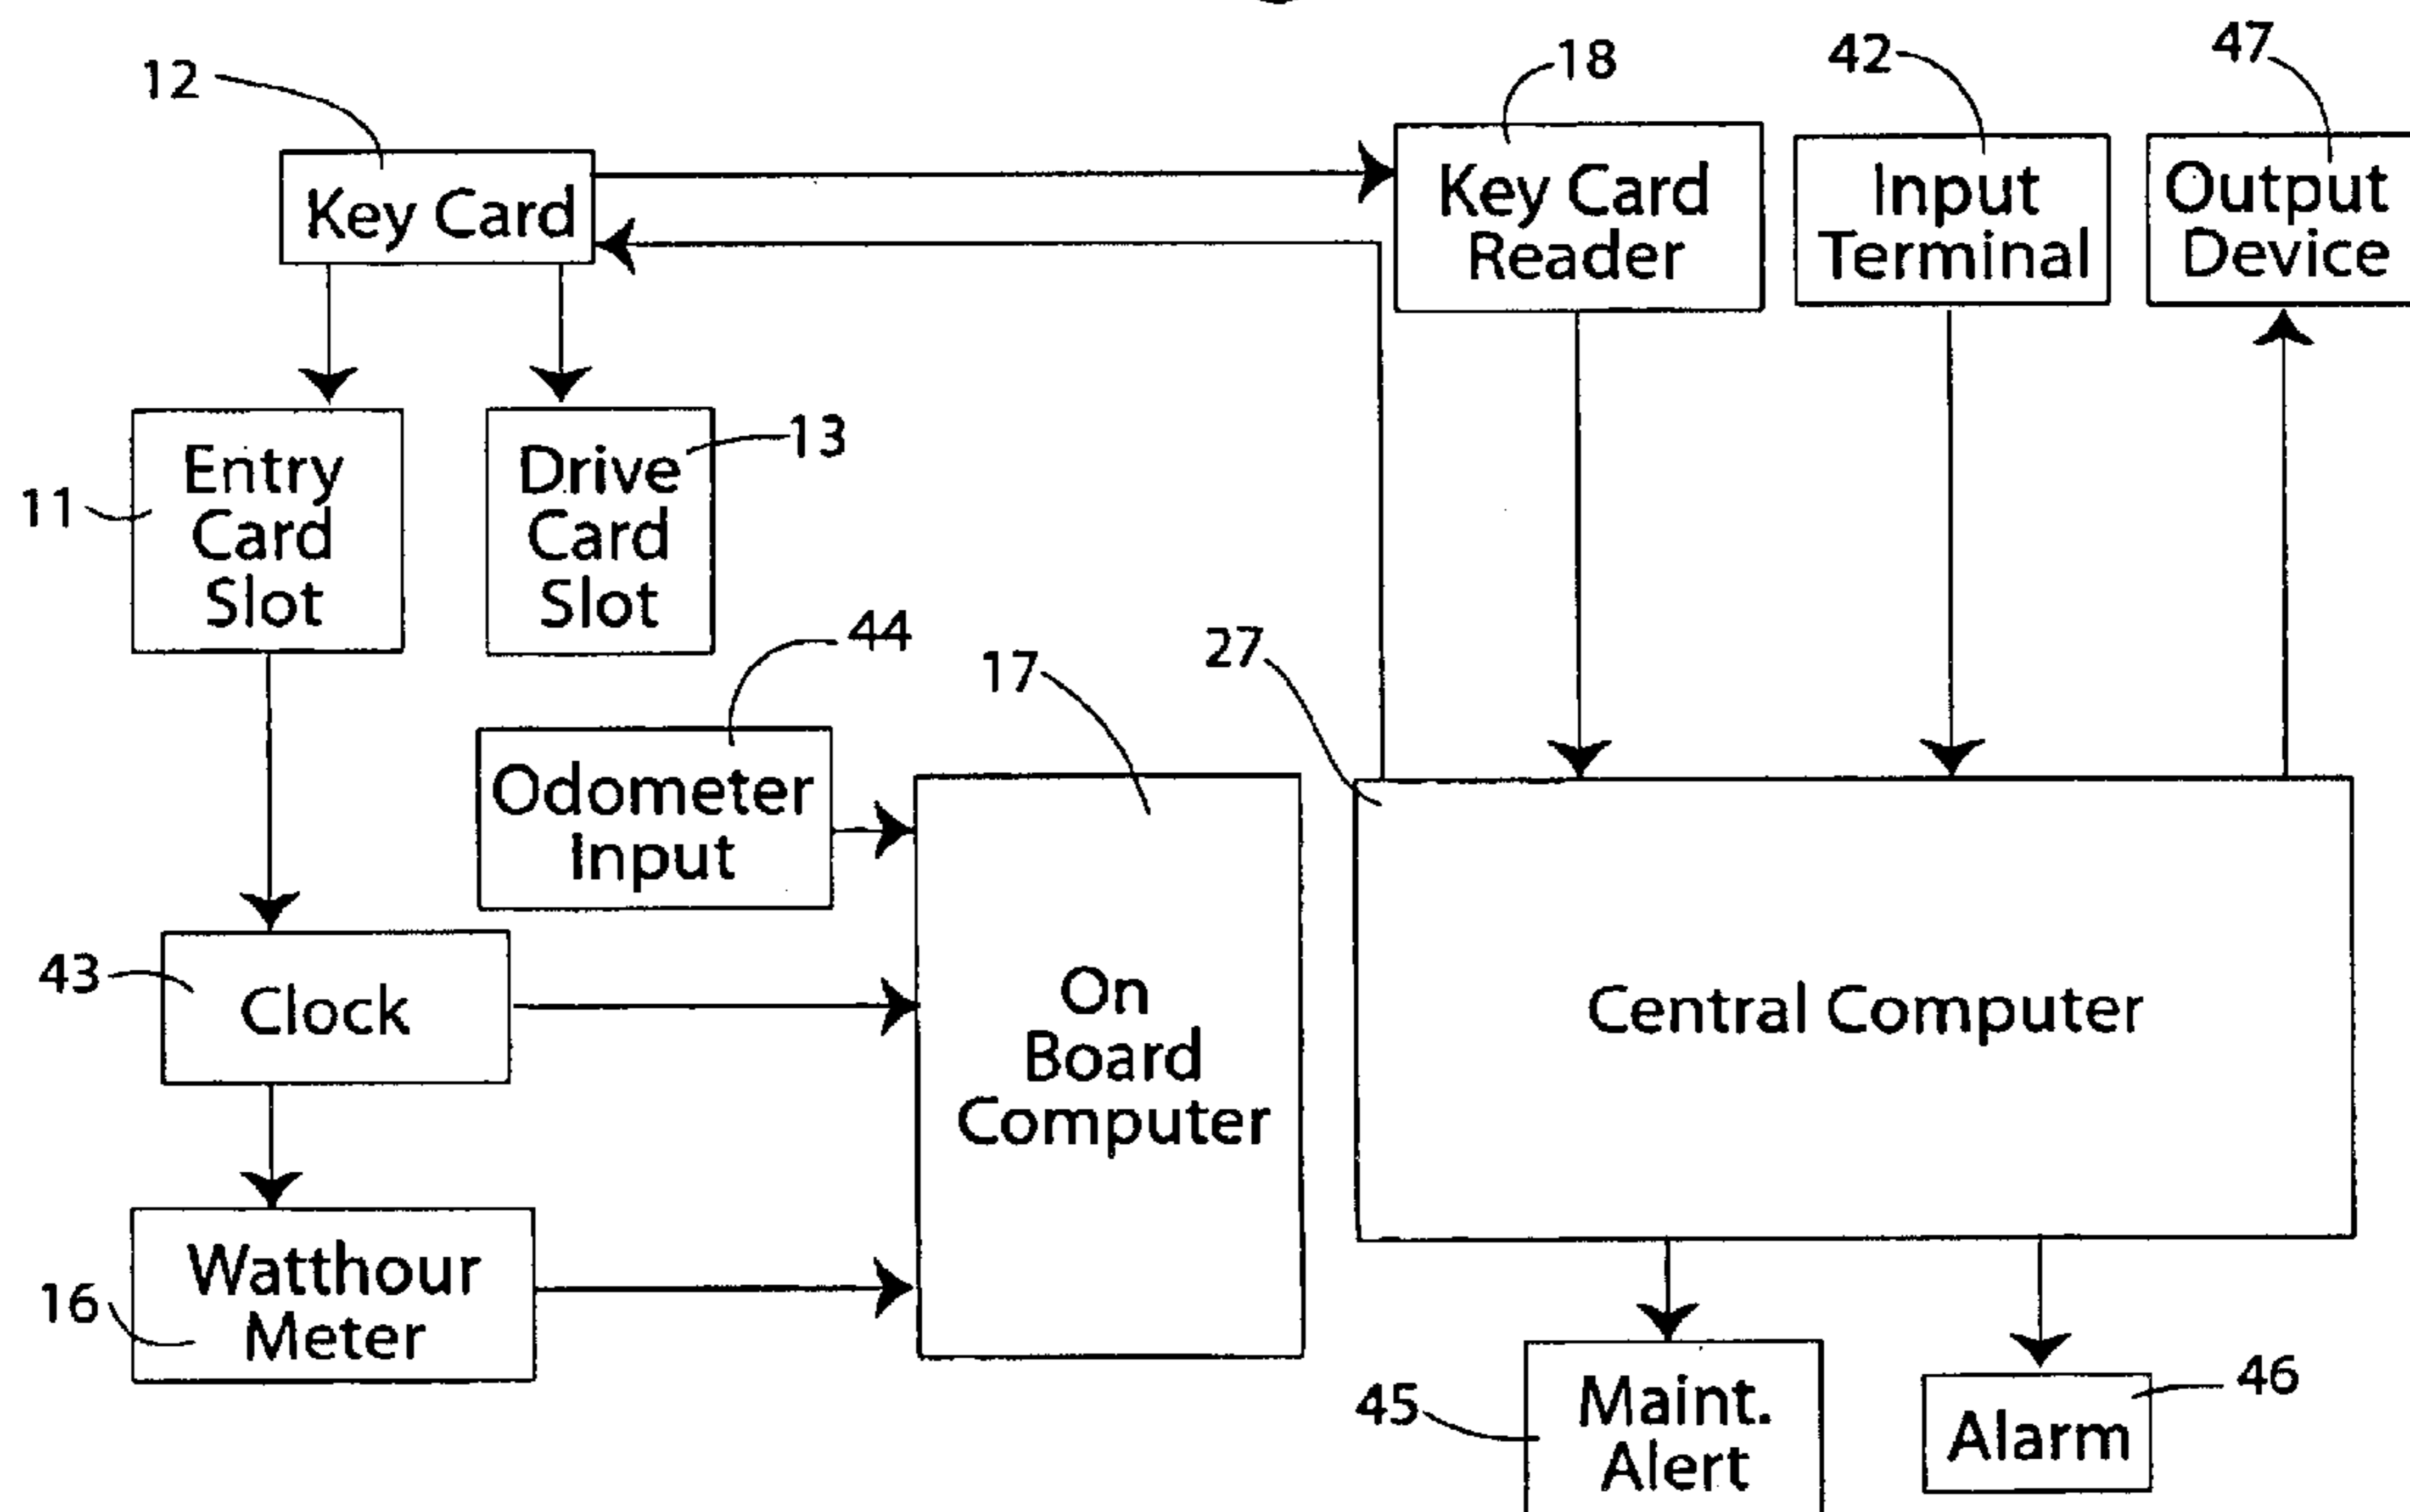 12
18
42
47
Key Card
Key Card
Reader
Input
Terminal
Output
Device
11
Entry
Card
Slot
Drive
Card
Slot
13
44
17
27
Odometer
Input
43
Clock
On
Board
Computer
Central Computer
16
Watthour
Meter
45
Maint.
Alert
46
Alarm